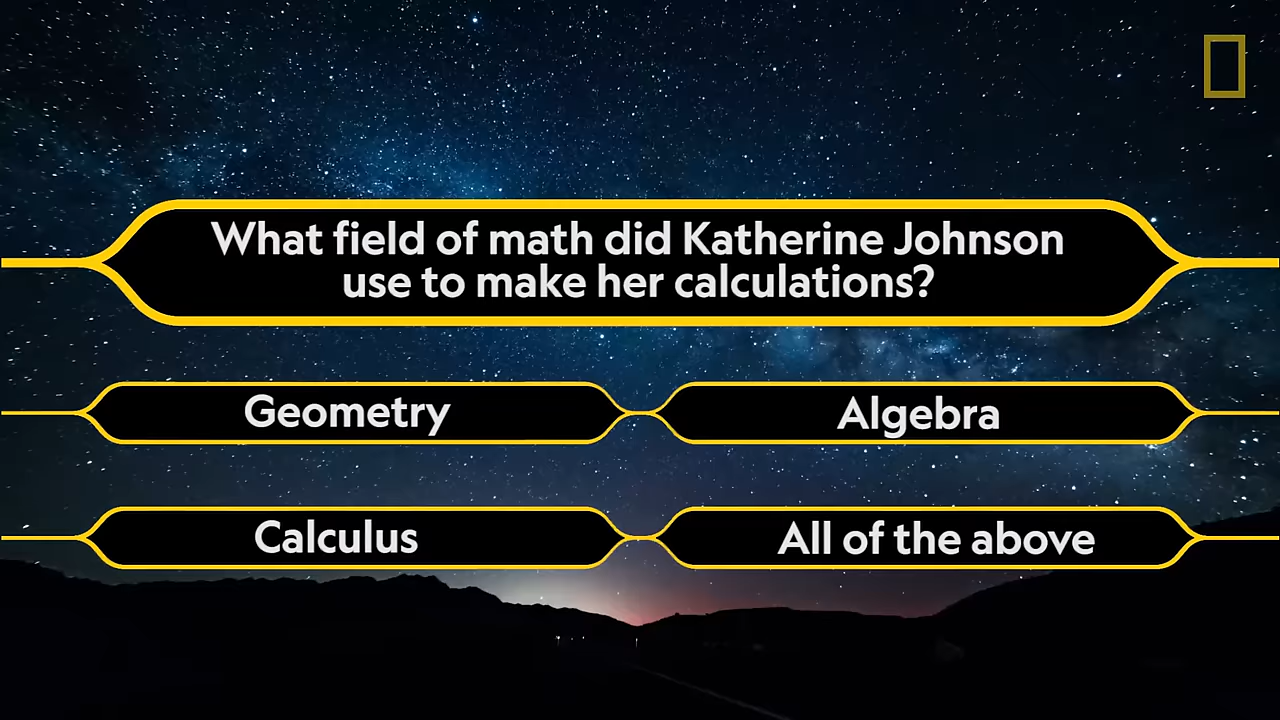 What field of math did Katherine Johnson
use to make her calculations?
Geometry
Algebra
Calculus
All of the above